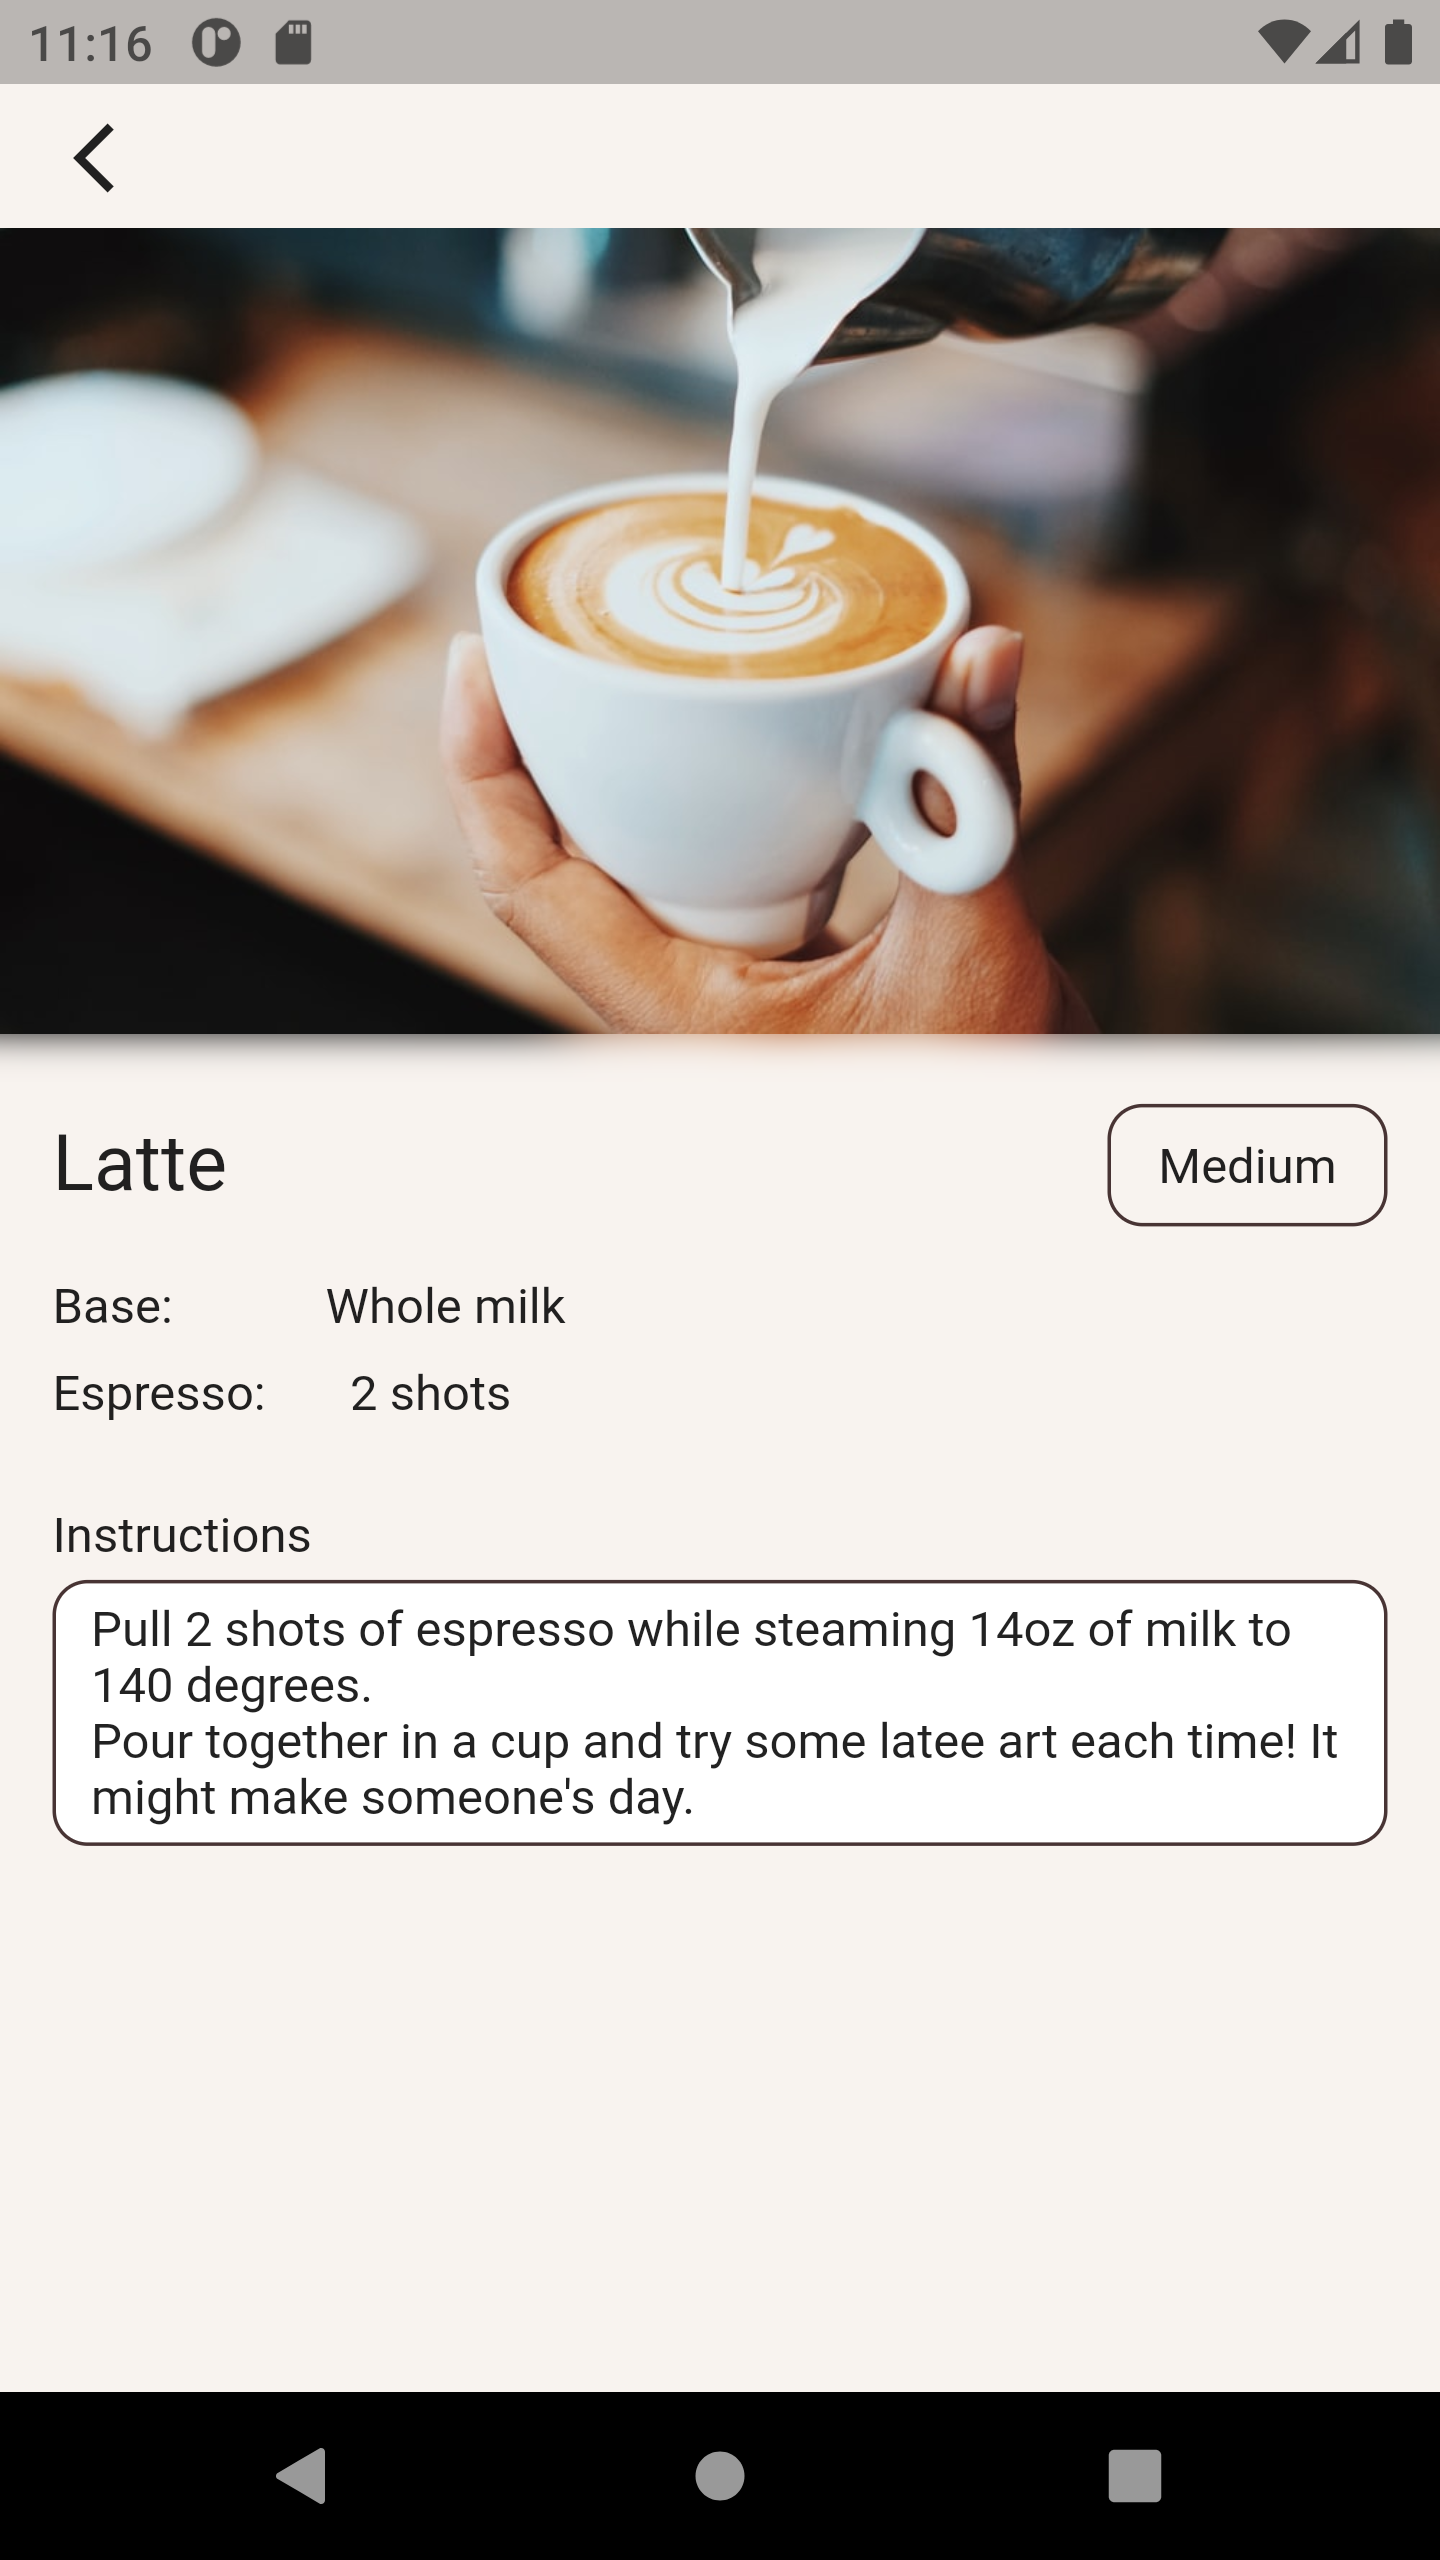 11:16
Latte
Medium
Base: Whole milk
Espresso: 2 shots
Instructions
Pull 2 shots of espresso while steaming 14oz of milk to
140 degrees.
Pour together in a cup and try some latee art each time! It
might make someone's day.